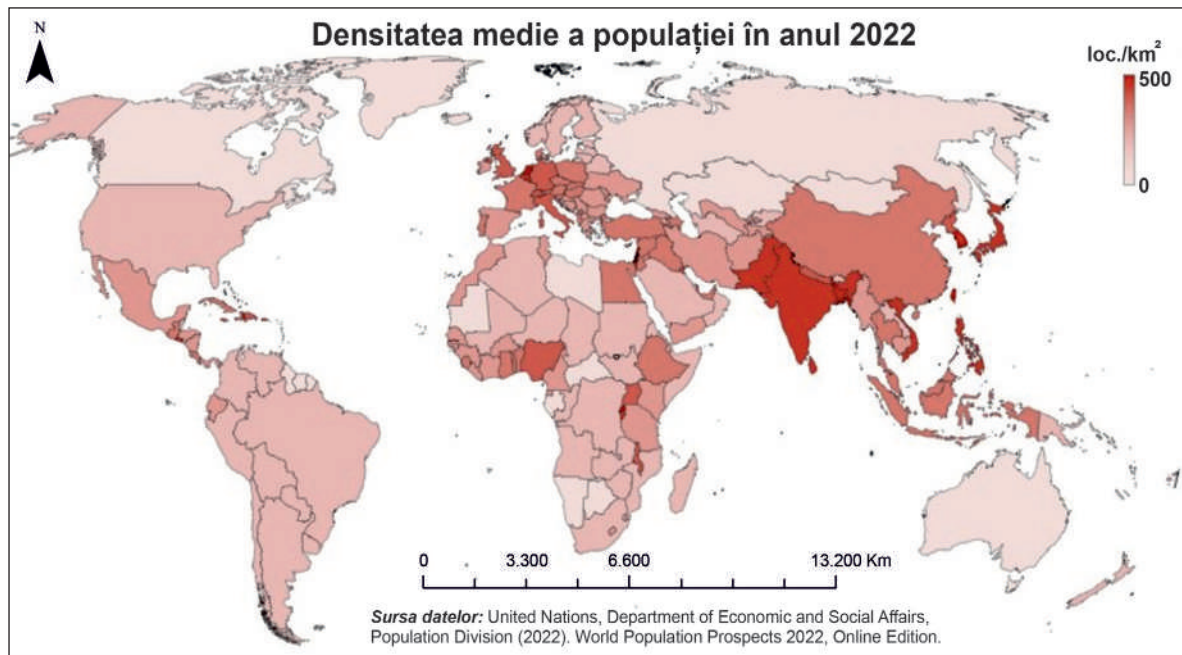 Densitatea medie a populației în anul 2022
N
loc./km²
500
0
0 3.300 6.600 13.200 Km
Sursa datelor: United Nations, Department of Economic and Social Affairs,
Population Division (2022). World Population Prospects 2022, Online Edition.